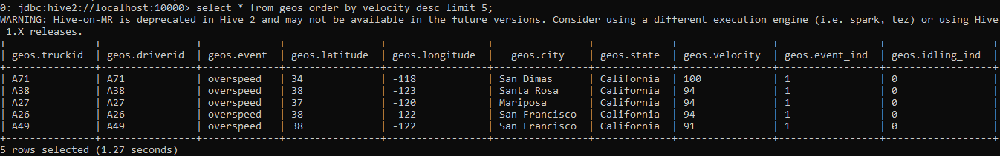 0: jdbc:hive2://localhost:10000> select * from geos order by velocity desc limit 5;
WARNING: Hive-on-MR is deprecated in Hive 2 and may not be available in the future versions. Consider using a different execution engine (i.e. spark, tez) or using Hive
 1.X releases.
+---------------+----------------+-------------+----------------+-----------------+----------------+-------------+----------------+-----------------+------------------+
| geos.truckid | geos.driverid | geos.event | geos.latitude | geos.longitude | geos.city | geos.state | geos.velocity | geos.event_ind | geos.idling_ind |
+---------------+----------------+-------------+----------------+-----------------+----------------+-------------+----------------+-----------------+------------------+
| A71 | A71 | overspeed | 34 | -118 | San Dimas | California | 100 | 1 | 0 |
| A38 | A38 | overspeed | 38 | -123 | Santa Rosa | California | 94 | 1 | 0 |
| A27 | A27 | overspeed | 37 | -120 | Mariposa | California | 94 | 1 | 0 |
| A26 | A26 | overspeed | 38 | -122 | San Francisco | California | 94 | 1 | 0 |
| A49 | A49 | overspeed | 38 | -122 | San Francisco | California | 91 | 1 | 0 |
+---------------+----------------+-------------+----------------+-----------------+----------------+-------------+----------------+-----------------+------------------+
5 rows selected (1.27 seconds)